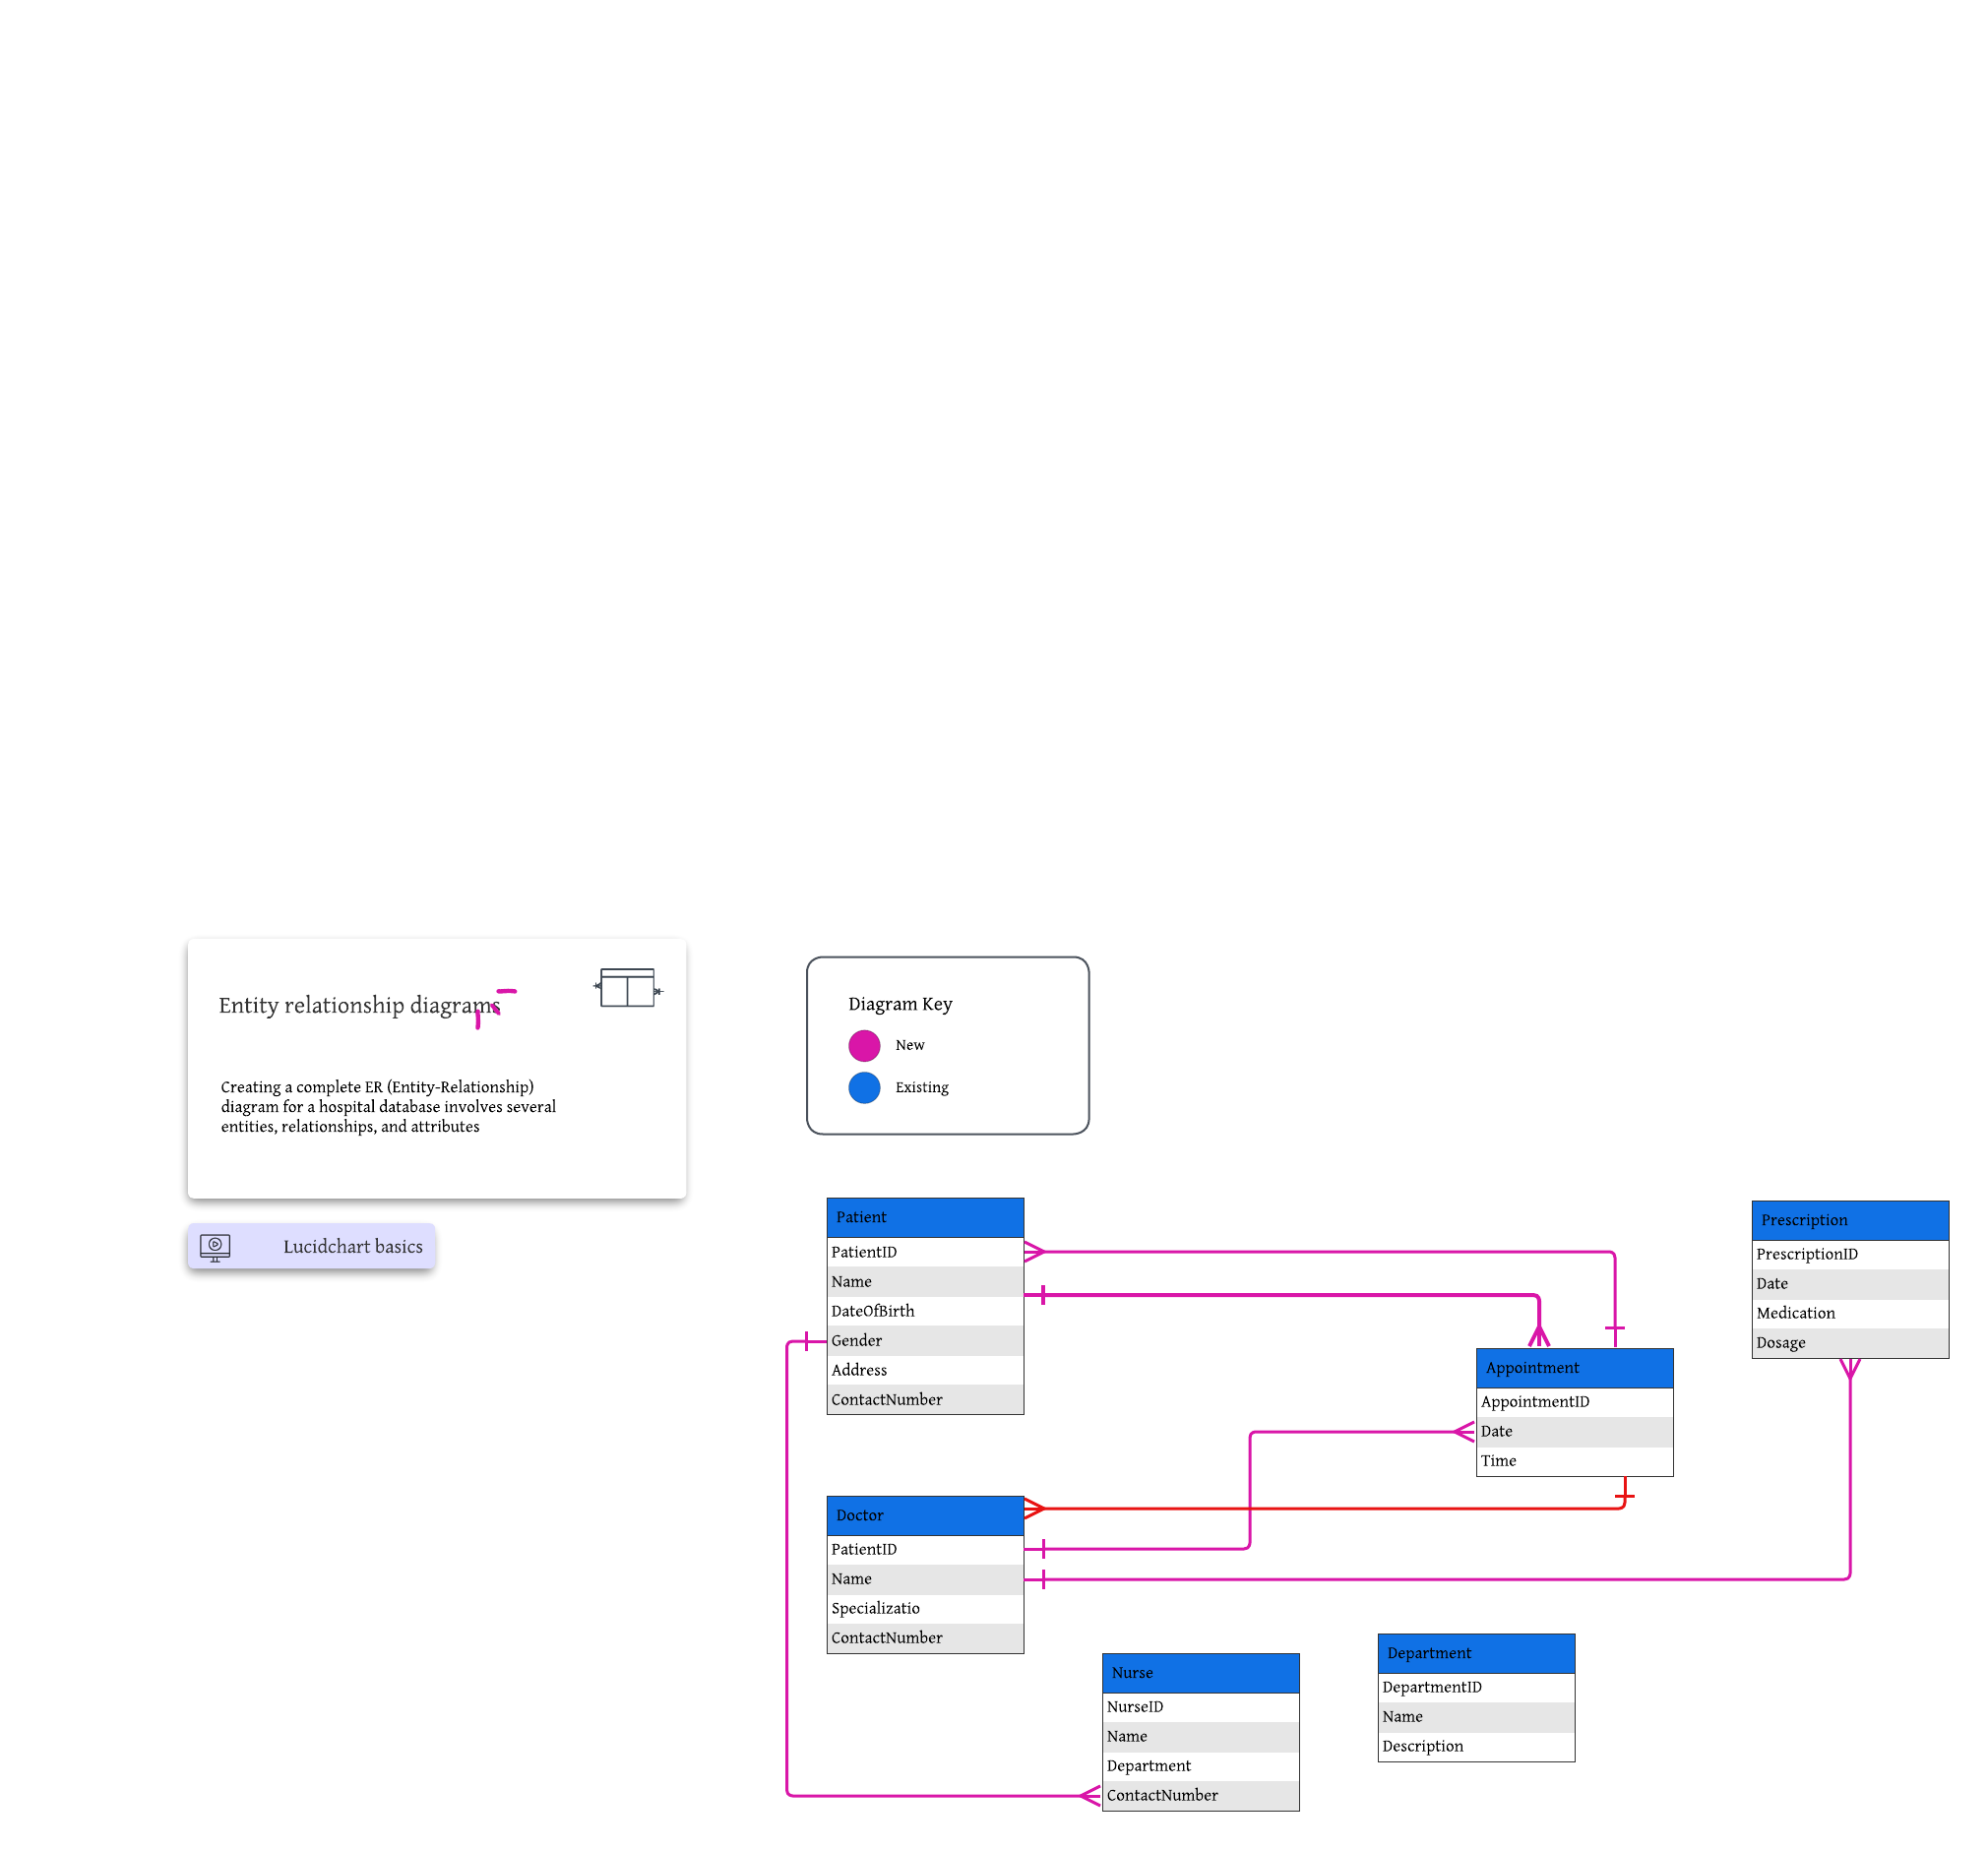 Entity relationship diagrams
Creating a complete ER (Entity-Relationship)
diagram for a hospital database involves several
entities, relationships, and attributes
Lucidchart basics
Diagram Key
New
Existing
Patient
PatientID
Name
DateOfBirth
Gender
Address
ContactNumber
Prescription
PrescriptionID
Date
Medication
Dosage
Appointment
AppointmentID
Date
Time
Doctor
PatientID
Name
Specializatio
ContactNumber
Nurse
NurseID
Name
Department
ContactNumber
Department
DepartmentID
Name
Description